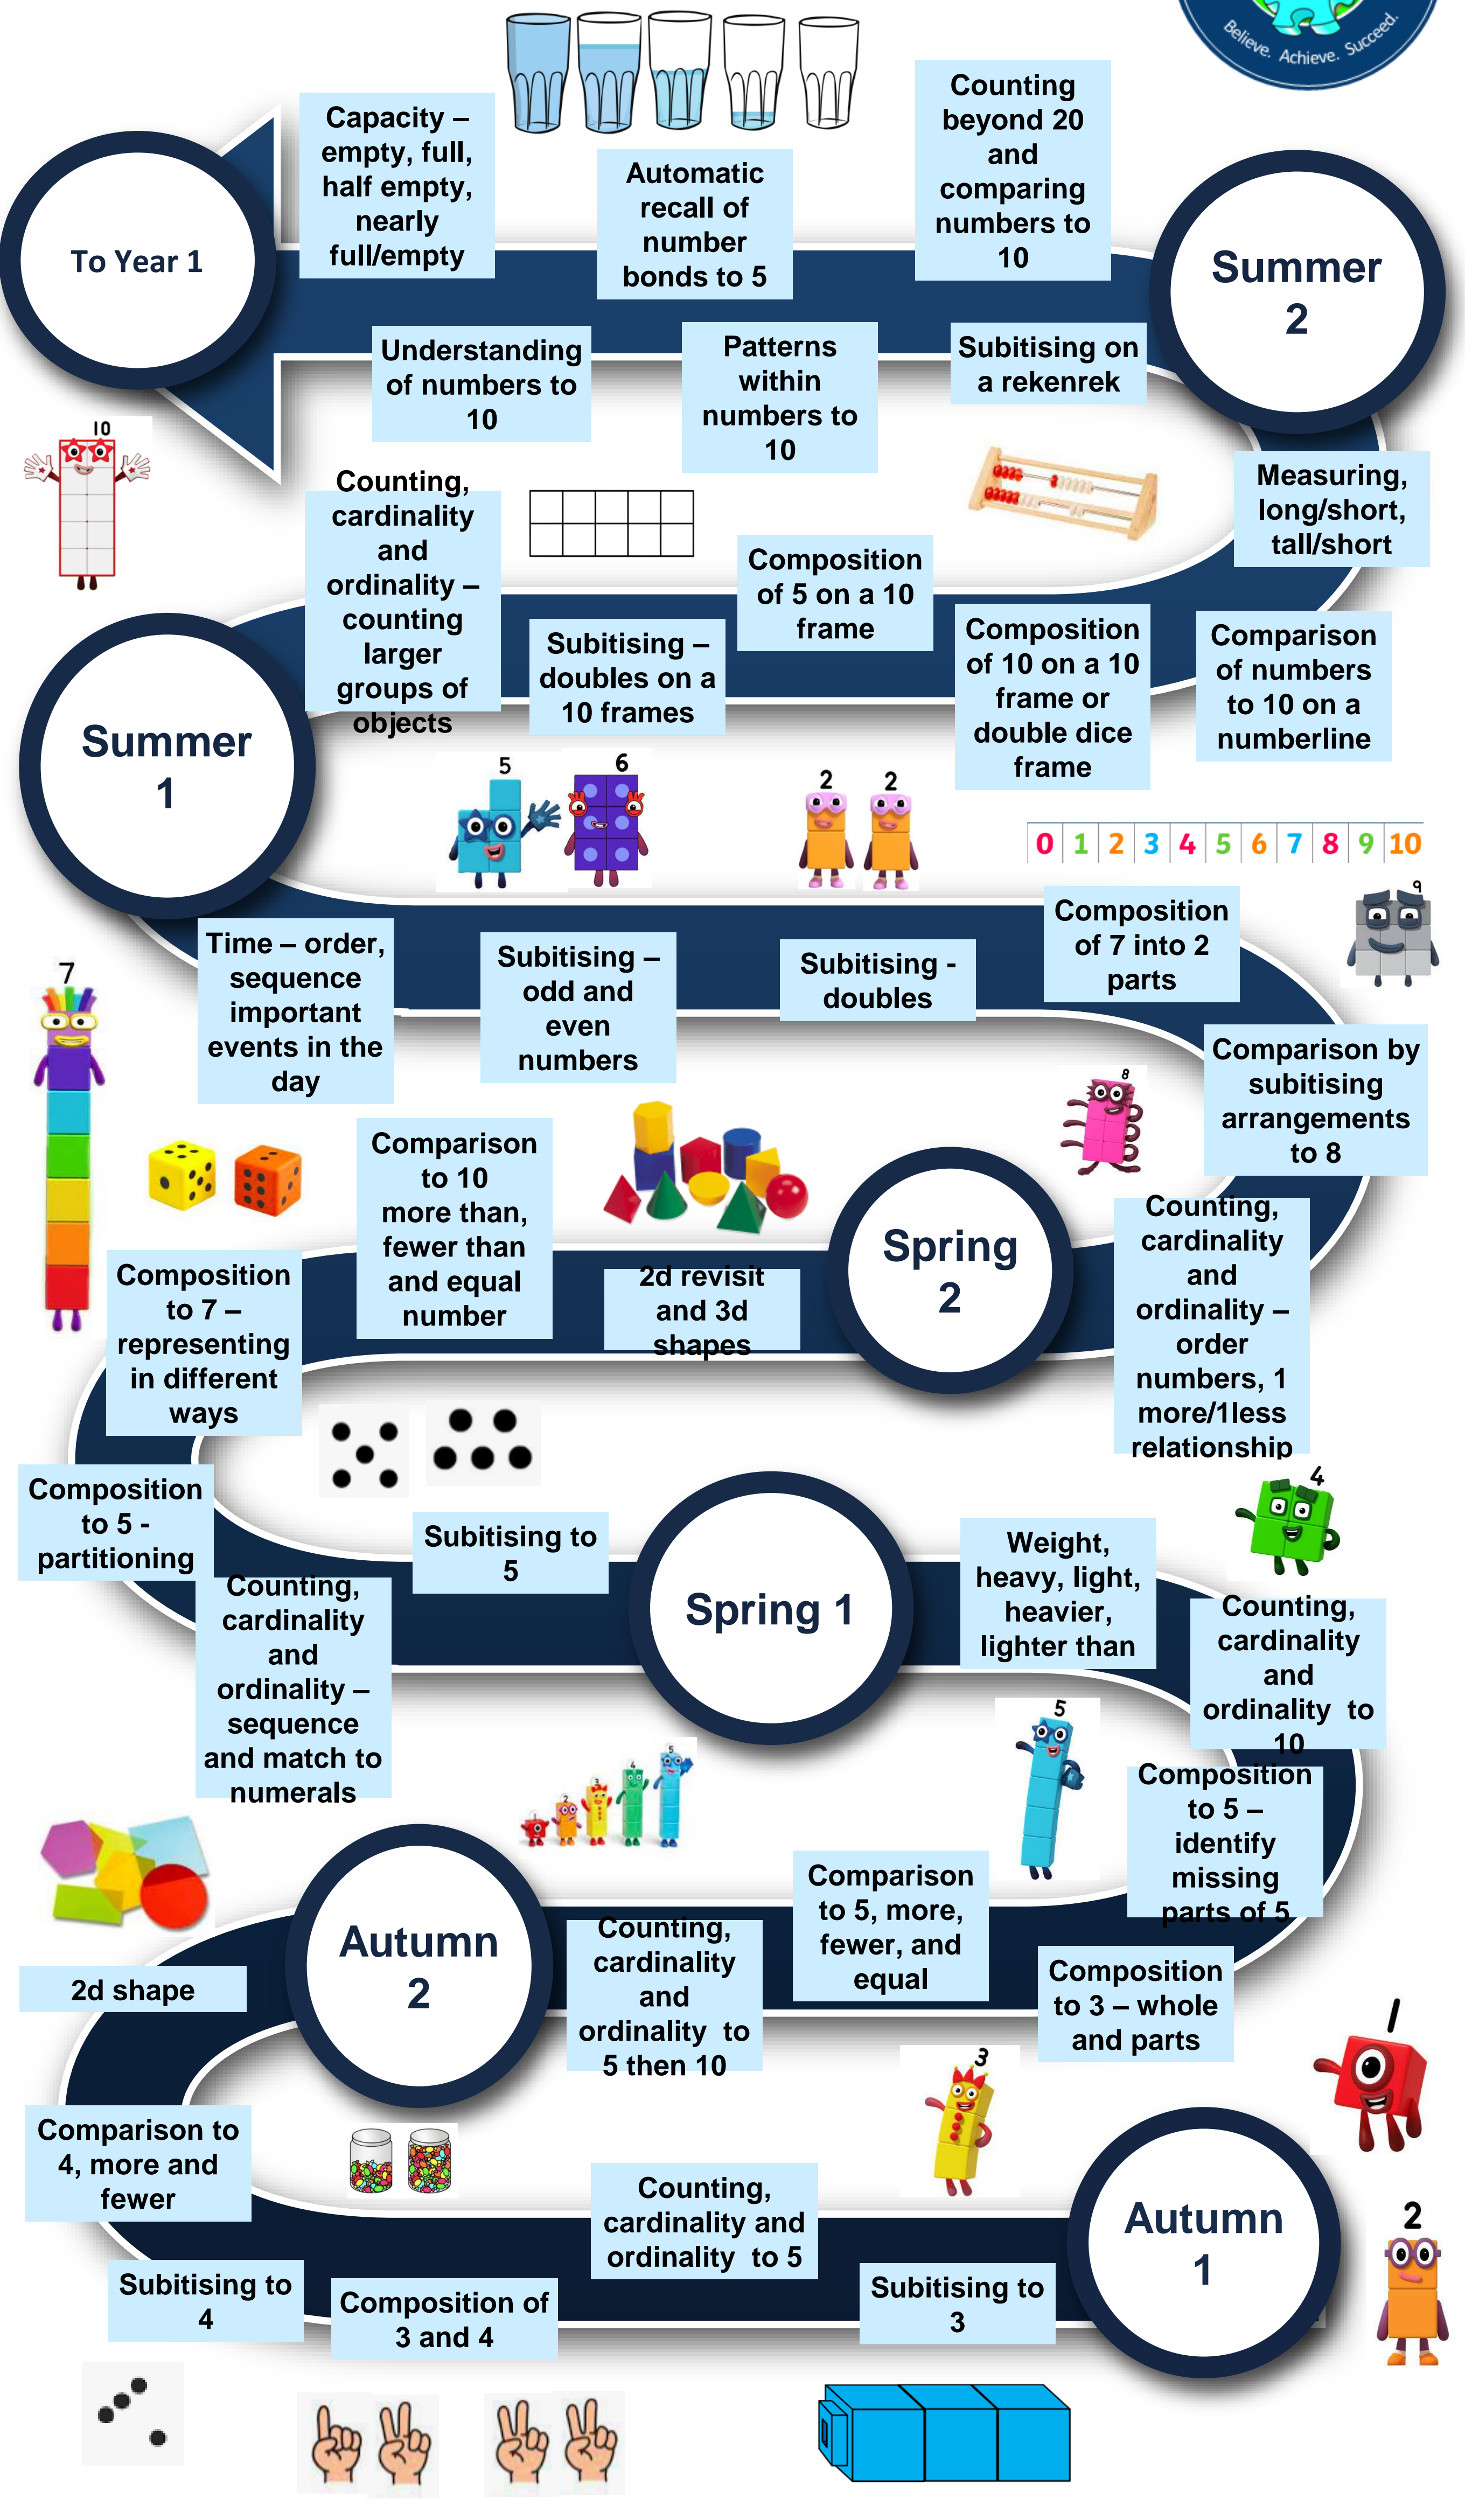 Believe. Achieve. Succeed.
Capacity –
empty, full,
half empty,
nearly
full/empty
Automatic
recall of
number
bonds to 5
Counting
beyond 20
and
comparing
numbers to
10
To Year 1
Summer
2
Understanding
of numbers to
10
Patterns
within
numbers to
10
Subitising on
a rekenrek
10
Measuring,
long/short,
tall/short
Counting,
cardinality
and
ordinality –
counting
larger
groups of
objects
Subitising –
doubles on a
10 frames
Composition
of 5 on a 10
frame
Composition
of 10 on a 10
frame or
double dice
frame
Comparison
of numbers
to 10 on a
numberline
Summer
1
5
6
2
2
0 1 2 3 4 5 6 7 8 9 10
9
Time – order,
sequence
important
events in the
day
Subitising –
odd and
even
numbers
Subitising -
doubles
Composition
of 7 into 2
parts
7
8
Comparison by
subitising
arrangements
to 8
Comparison
to 10
more than,
fewer than
and equal
number
2d revisit
and 3d
shapes
Spring
2
Counting,
cardinality
and
ordinality –
order
numbers, 1
more/1less
relationship
Composition
to 7 –
representing
in different
ways
Composition
to 5 -
partitioning
Counting,
cardinality
and
ordinality –
sequence
and match to
numerals
Subitising to
5
Spring 1
Weight,
heavy, light,
heavier,
lighter than
4
Counting,
cardinality
and
ordinality to
10
5
1
2
3
4
5
Composition
to 5 –
identify
missing
parts of 5
Autumn
2
Counting,
cardinality
and
ordinality to
5 then 10
Comparison
to 5, more,
fewer, and
equal
Composition
to 3 – whole
and parts
2d shape
1
3
Comparison to
4, more and
fewer
Counting,
cardinality and
ordinality to 5
Autumn
1
2
Subitising to
4
Composition of
3 and 4
Subitising to
3